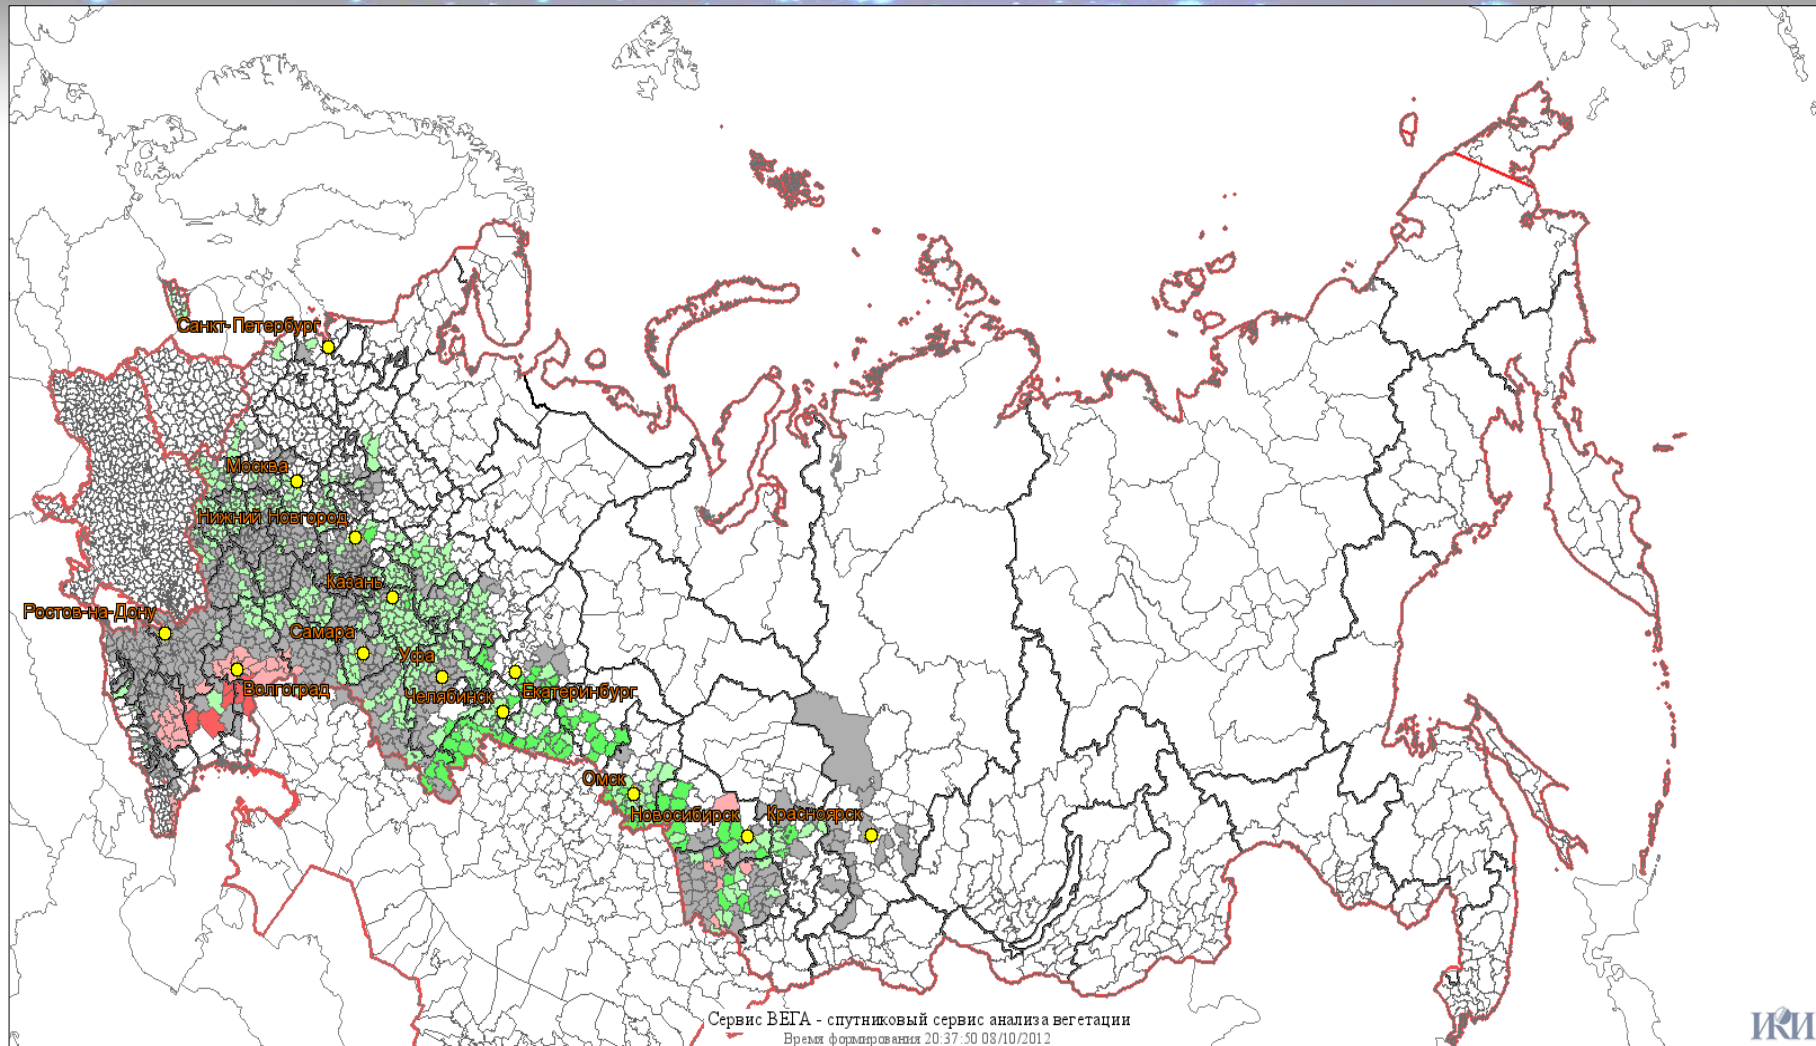 Санкт-Петербург
Москва
Нижний Новгород
Казань
Ростов-на-Дону
Самара
Уфа
Волгоград
Челябинск
Екатеринбург
Омск
Новосибирск
Красноярск
Сервис ВЕГА - спутниковый сервис анализа вегетации
Время формирования 20:37:50 08/10/2012
ИКИ